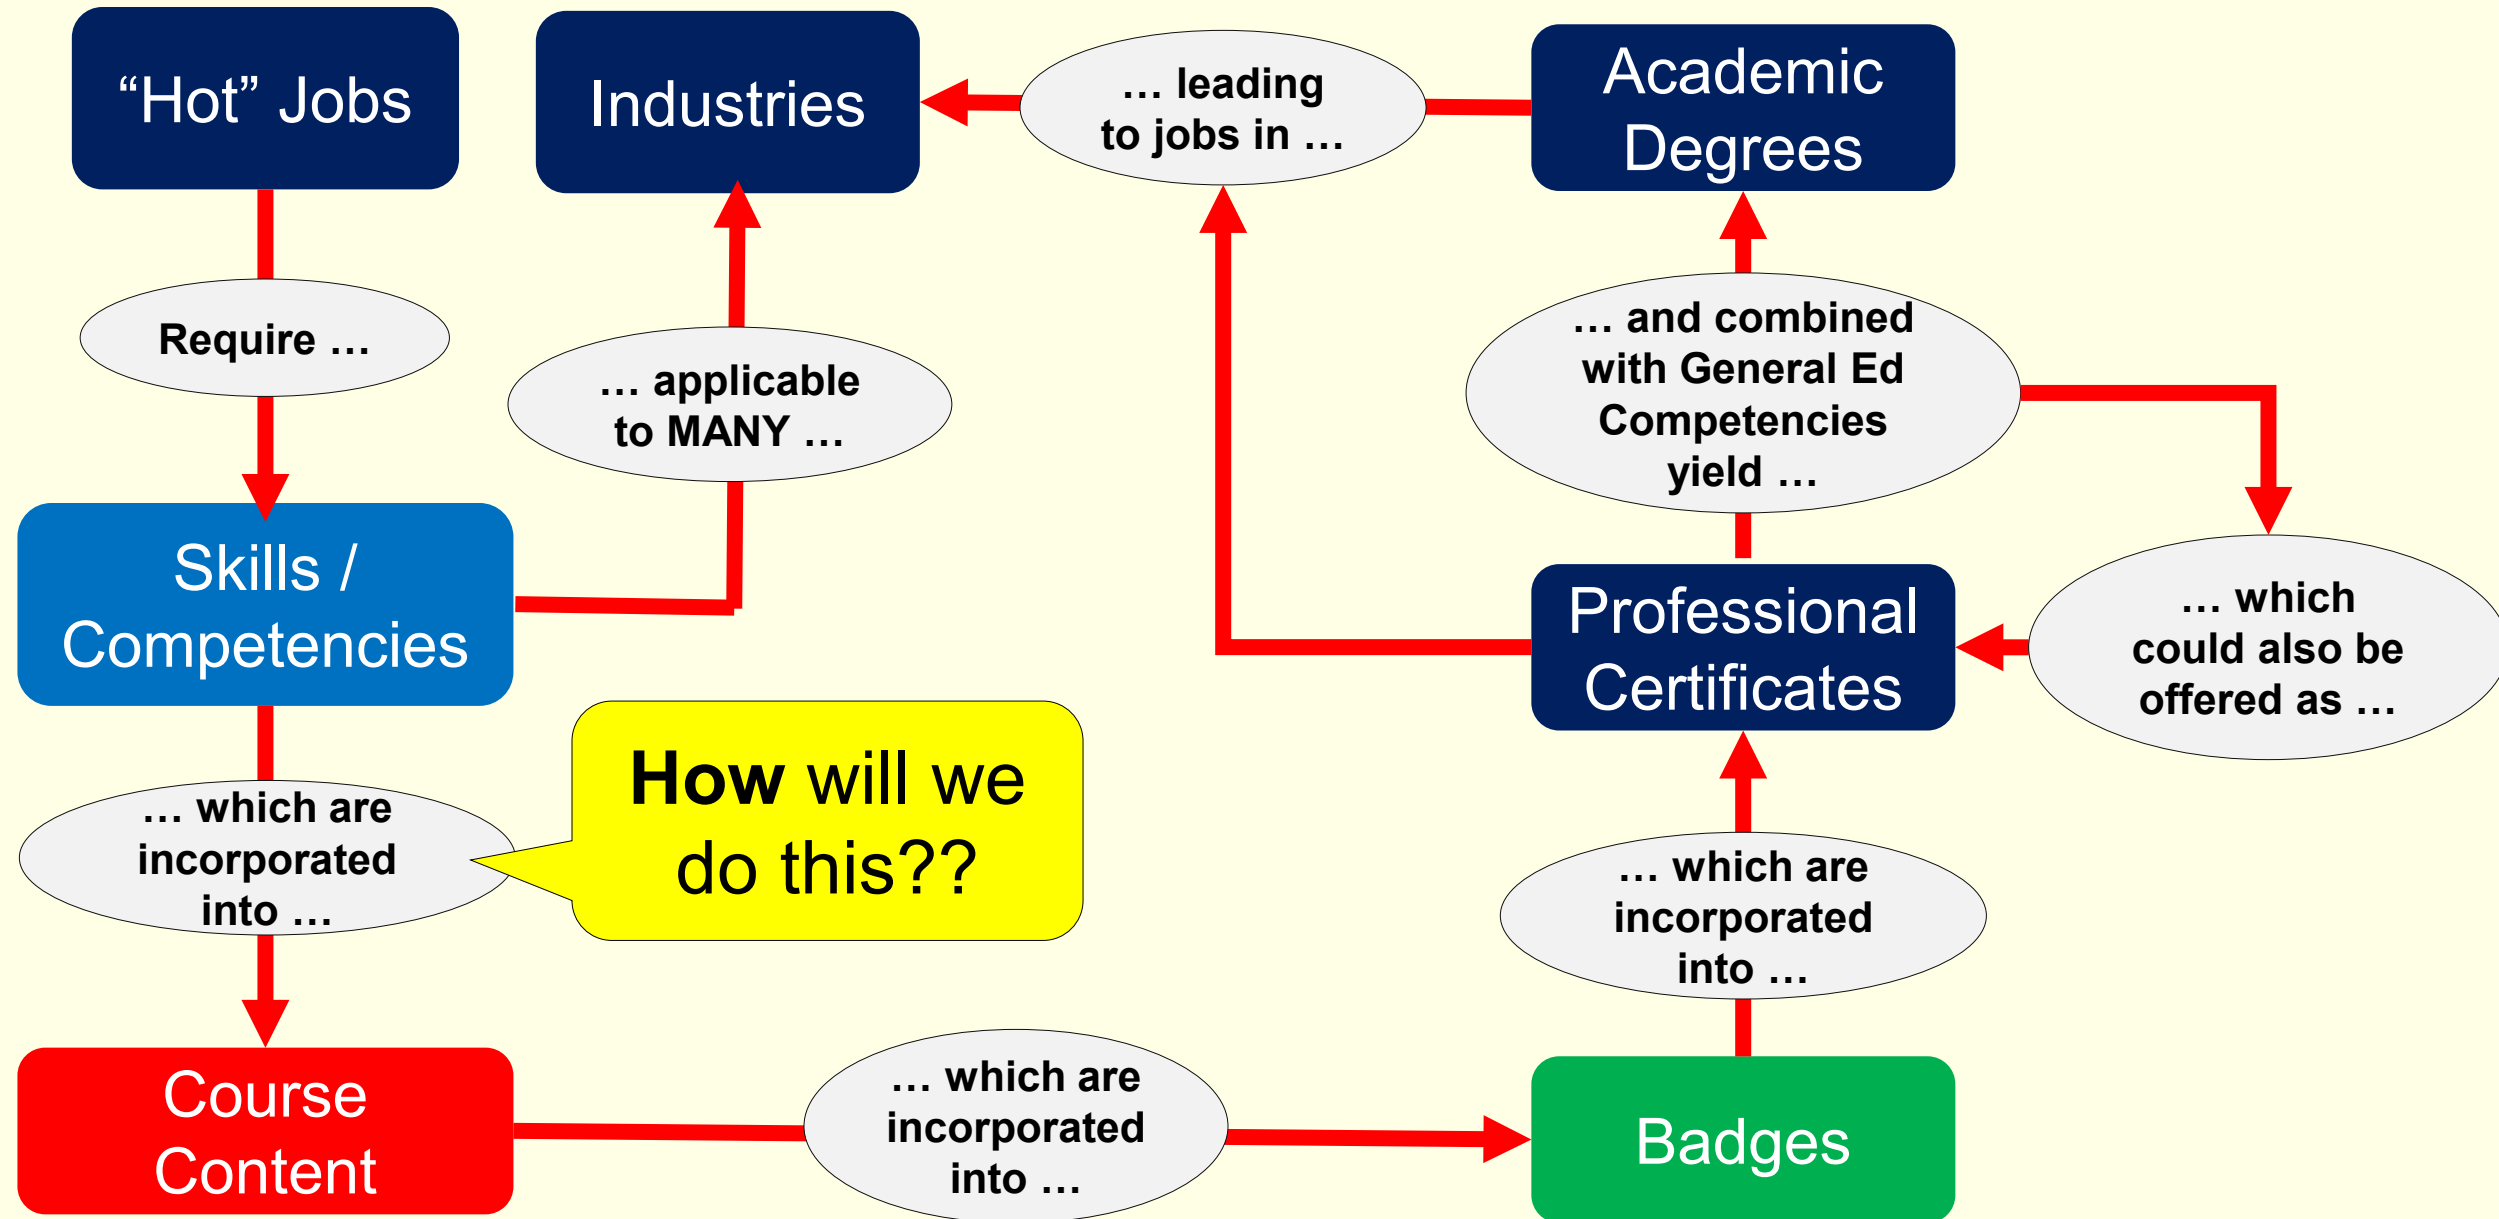 “Hot” Jobs
Industries
… leading
to jobs in …
Academic
Degrees
Require …
… applicable
to MANY …
… and combined
with General Ed
Competencies
yield …
Skills /
Competencies
Professional
Certificates
… which
could also be
offered as …
How will we
do this??
… which are
incorporated
into …
… which are
incorporated
into …
Course
Content
… which are
incorporated
into …
Badges